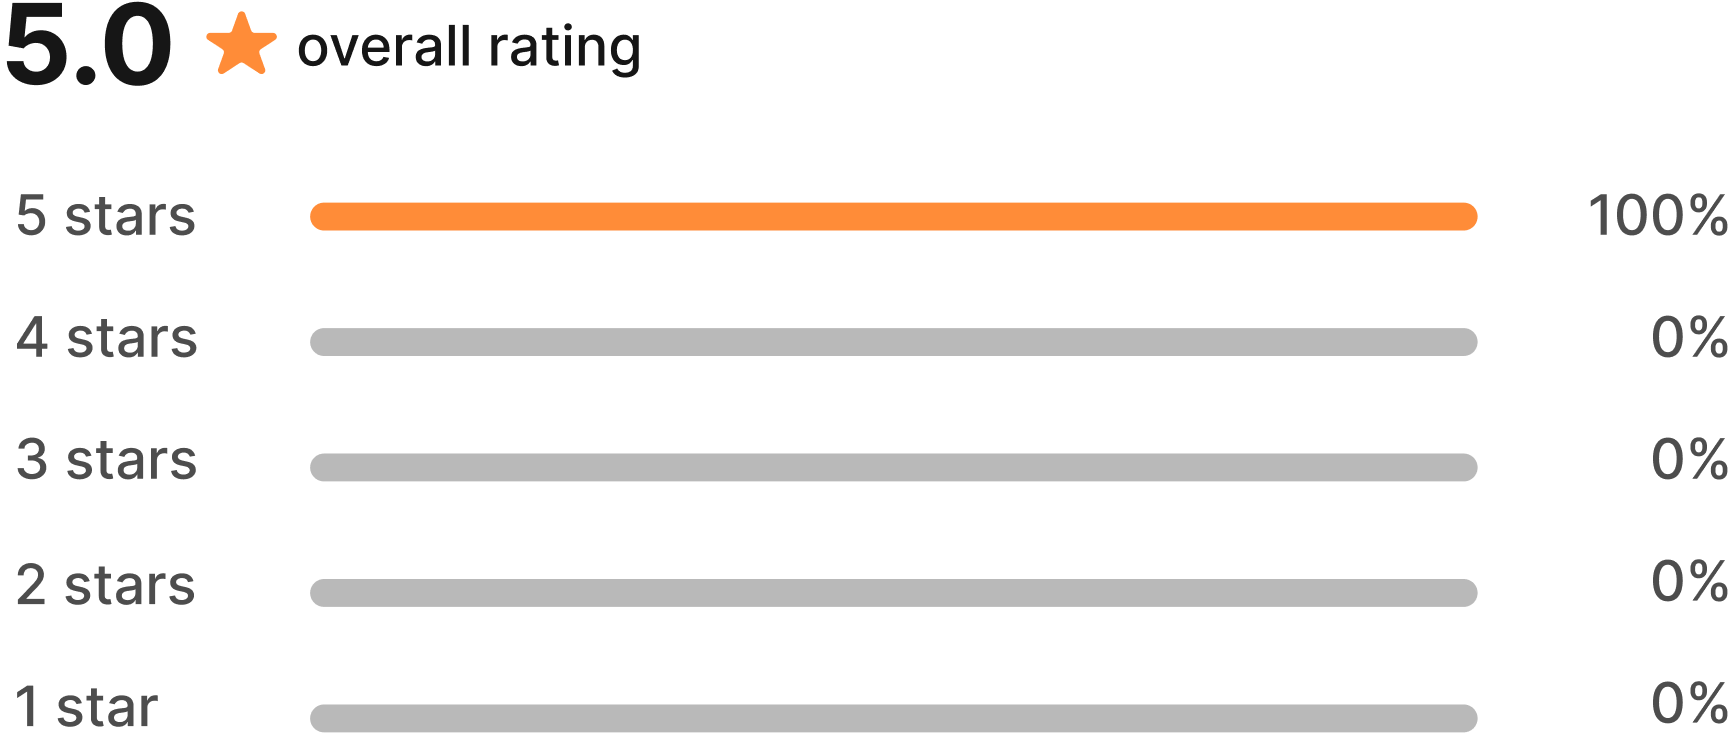 5.0 overall rating
5 stars 100%
4 stars 0%
3 stars 0%
2 stars 0%
1 star 0%